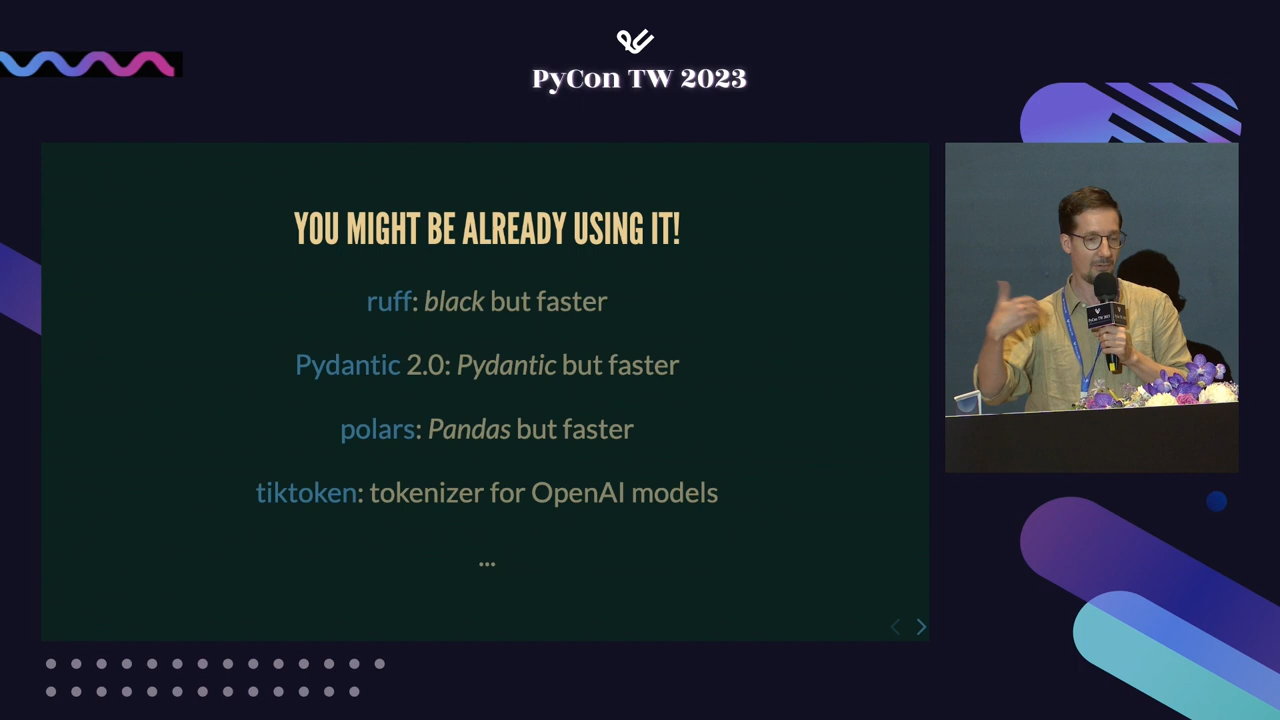 PyCon TW 2023
YOU MIGHT BE ALREADY USING IT!
ruff: black but faster
Pydantic 2.0: Pydantic but faster
polars: Pandas but faster
tiktoken: tokenizer for OpenAI models
...